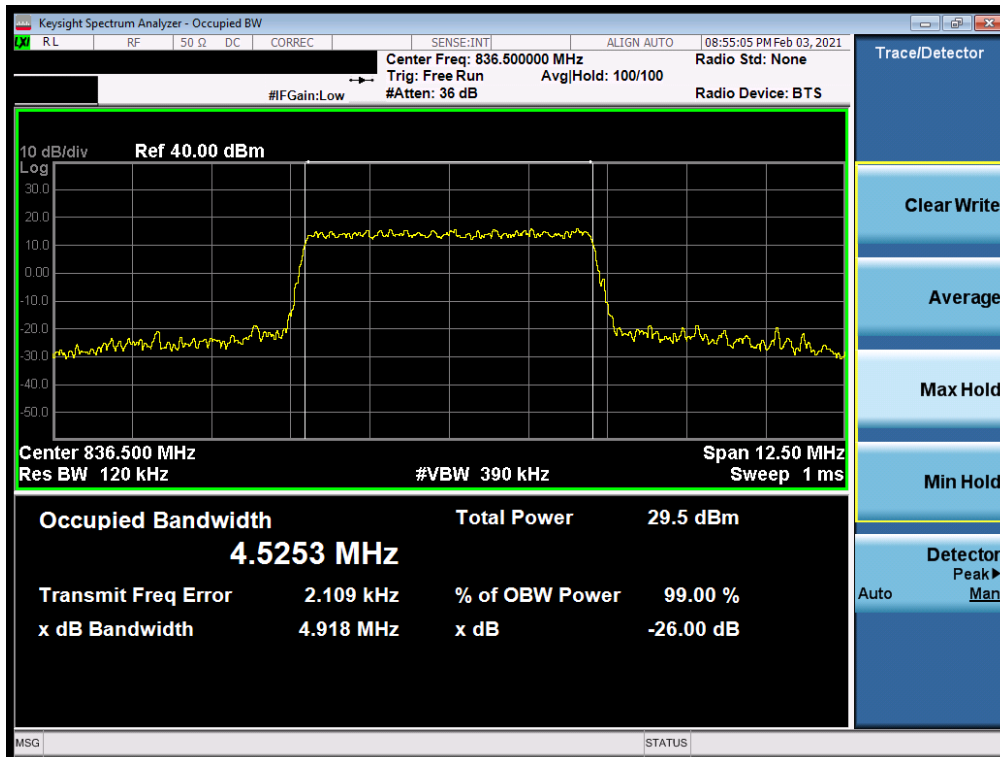 Keysight Spectrum Analyzer - Occupied BW
LXI RL RF 50 Ω DC CORREC SENSE:INT ALIGN AUTO 08:55:05 PM Feb 03, 2021
Center Freq: 836.500000 MHz Radio Std: None
Trig: Free Run Avg|Hold: 100/100
#IFGain:Low #Atten: 36 dB Radio Device: BTS
10 dB/div Ref 40.00 dBm
Log
30.0
20.0
10.0
0.00
-10.0
-20.0
-30.0
-40.0
-50.0
Center 836.500 MHz Span 12.50 MHz
Res BW 120 kHz #VBW 390 kHz Sweep 1 ms
Occupied Bandwidth Total Power 29.5 dBm
4.5253 MHz
Transmit Freq Error 2.109 kHz % of OBW Power 99.00 %
x dB Bandwidth 4.918 MHz x dB -26.00 dB
MSG STATUS
Trace/Detector
Clear Write
Average
Max Hold
Min Hold
Detector
Peak▶
Auto Man